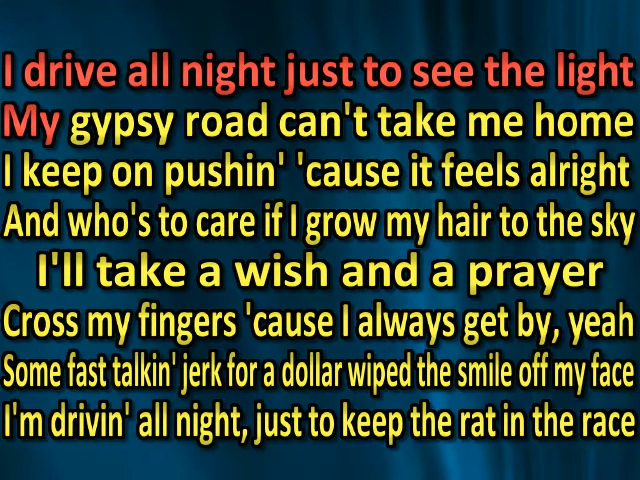 I drive all night just to see the light
My gypsy road can't take me home
I keep on pushin' 'cause it feels alright
And who's to care if I grow my hair to the sky
I'll take a wish and a prayer
Cross my fingers 'cause I always get by, yeah
Some fast talkin' jerk for a dollar wiped the smile off my face
I'm drivin' all night, just to keep the rat in the race